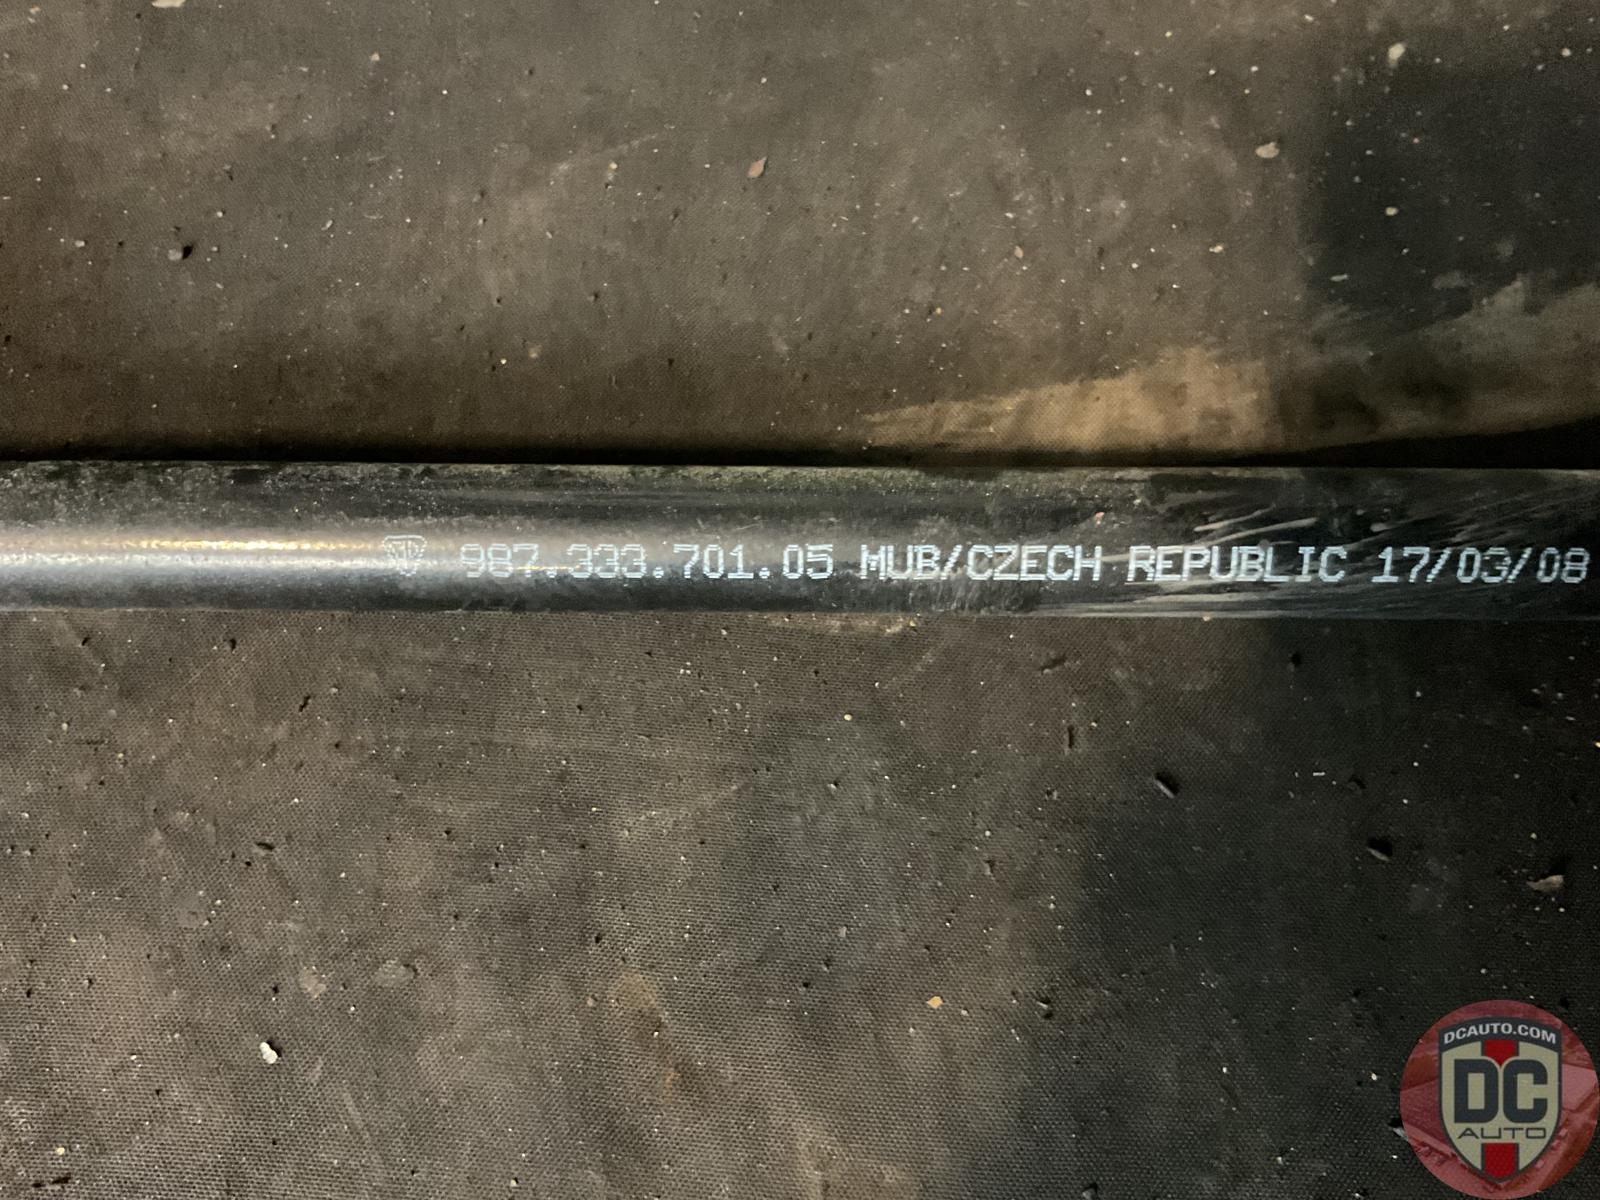 987.333.701.05 MUB/CZECH REPUBLIC 17/03/08
DCAUTO.COM
DC
AUTO